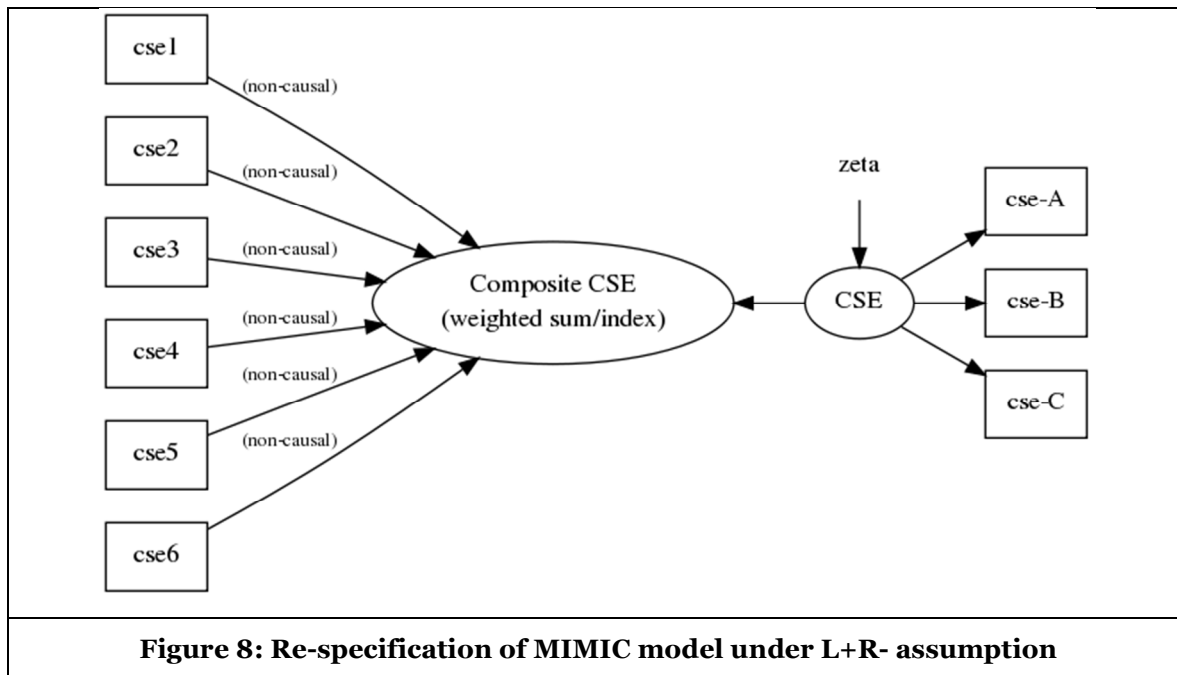 cse1
(non-causal)
cse2
(non-causal)
cse3
(non-causal)
cse4
(non-causal)
cse5
(non-causal)
cse6
(non-causal)
Composite CSE
(weighted sum/index)
zeta
CSE
cse-A
cse-B
cse-C
Figure 8: Re-specification of MIMIC model under L+R- assumption